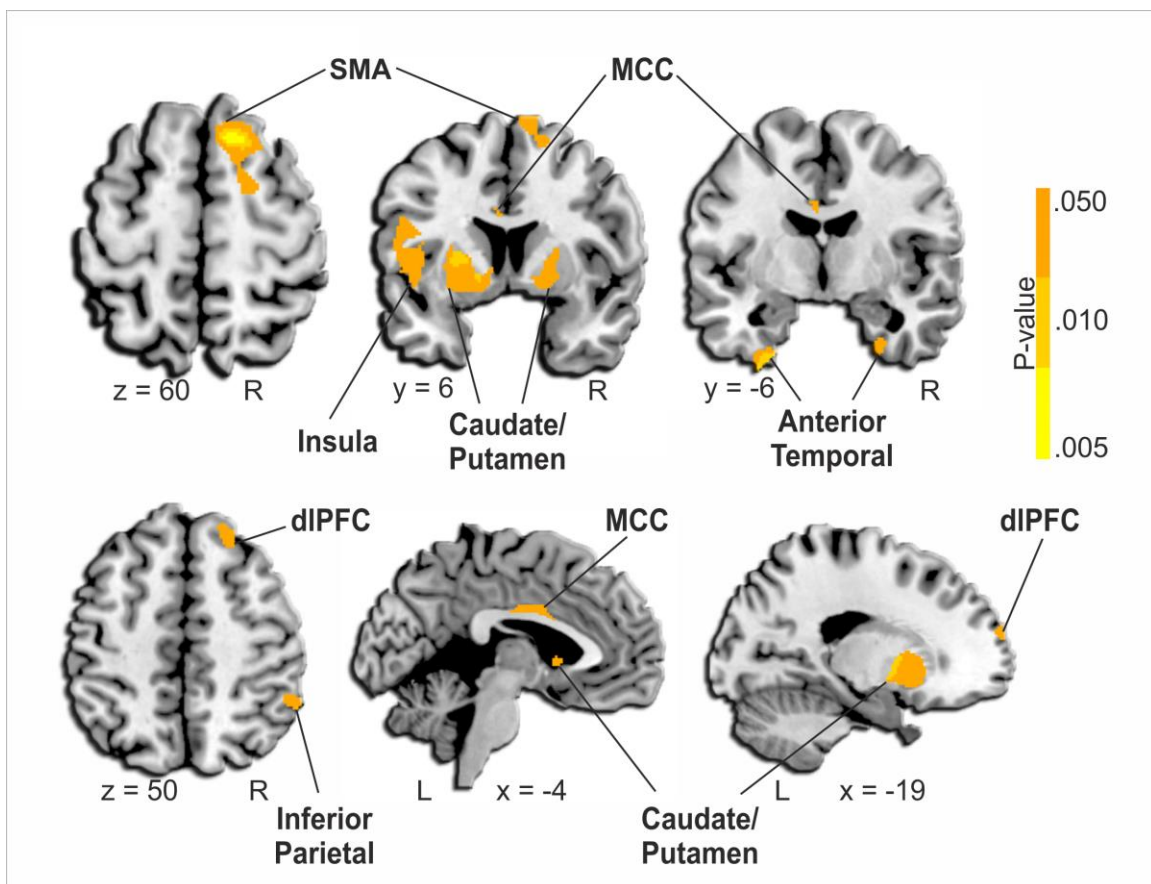 SMA
MCC
.050
P-value
.010
.005
z = 60 R
y = 6 R
y = -6 R
Insula
Caudate/
Putamen
Anterior
Temporal
dlPFC
MCC
dlPFC
z = 50 R
L x = -4
L x = -19
Inferior
Parietal
Caudate/
Putamen